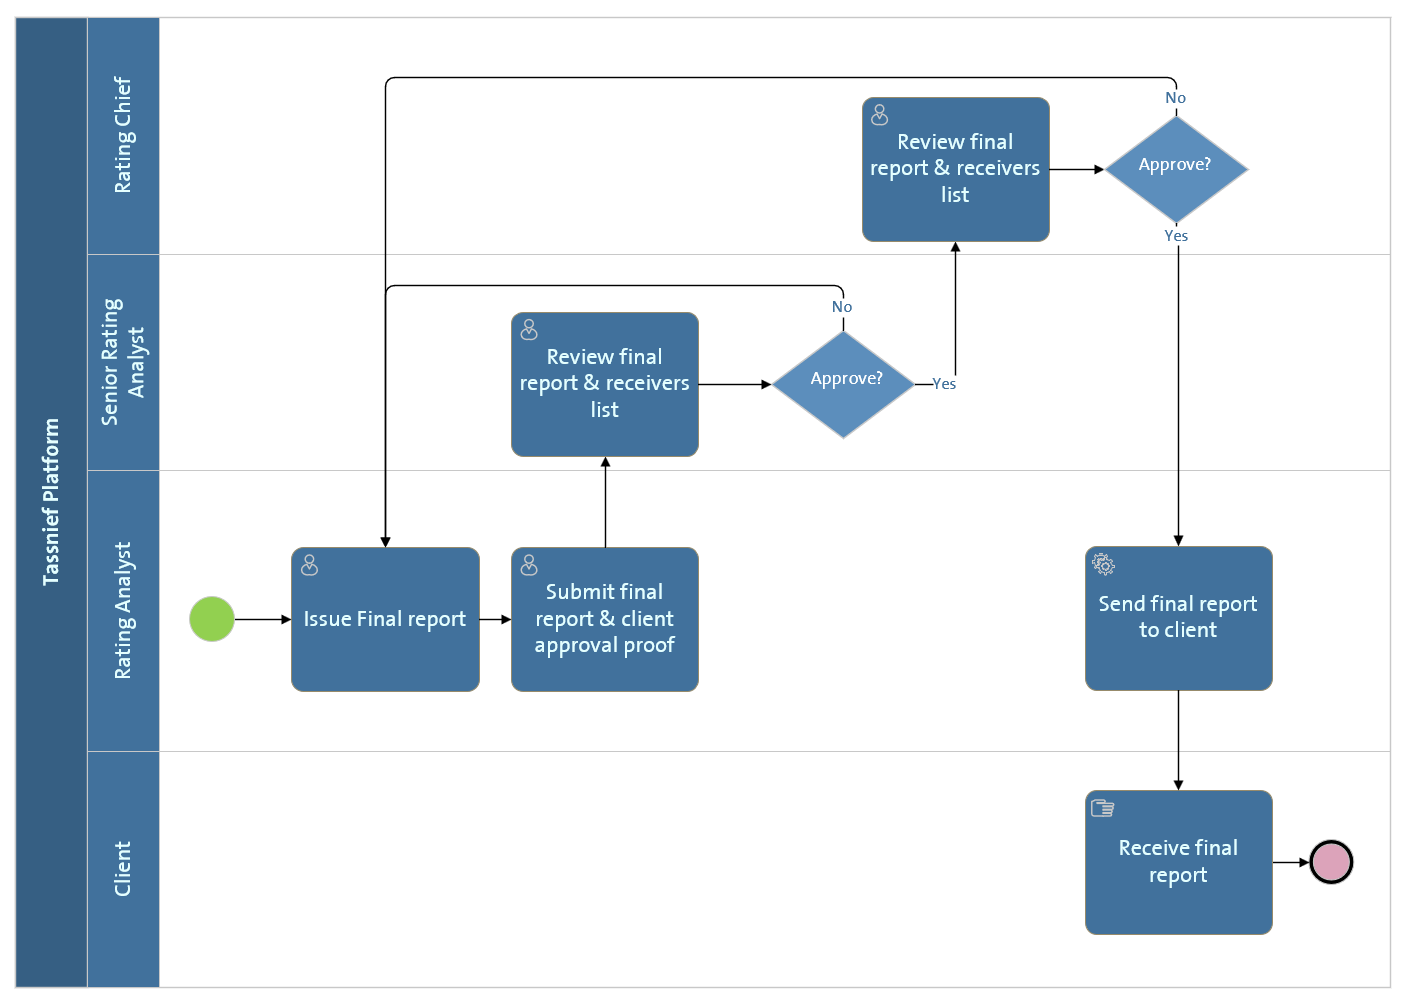 Tassnief Platform
Rating Chief
No
Review final
report & receivers
list
Approve?
Yes
Senior Rating
Analyst
No
Review final
report & receivers
list
Approve?
Yes
Rating Analyst
Issue Final report
Submit final
report & client
approval proof
Send final report
to client
Client
Receive final
report